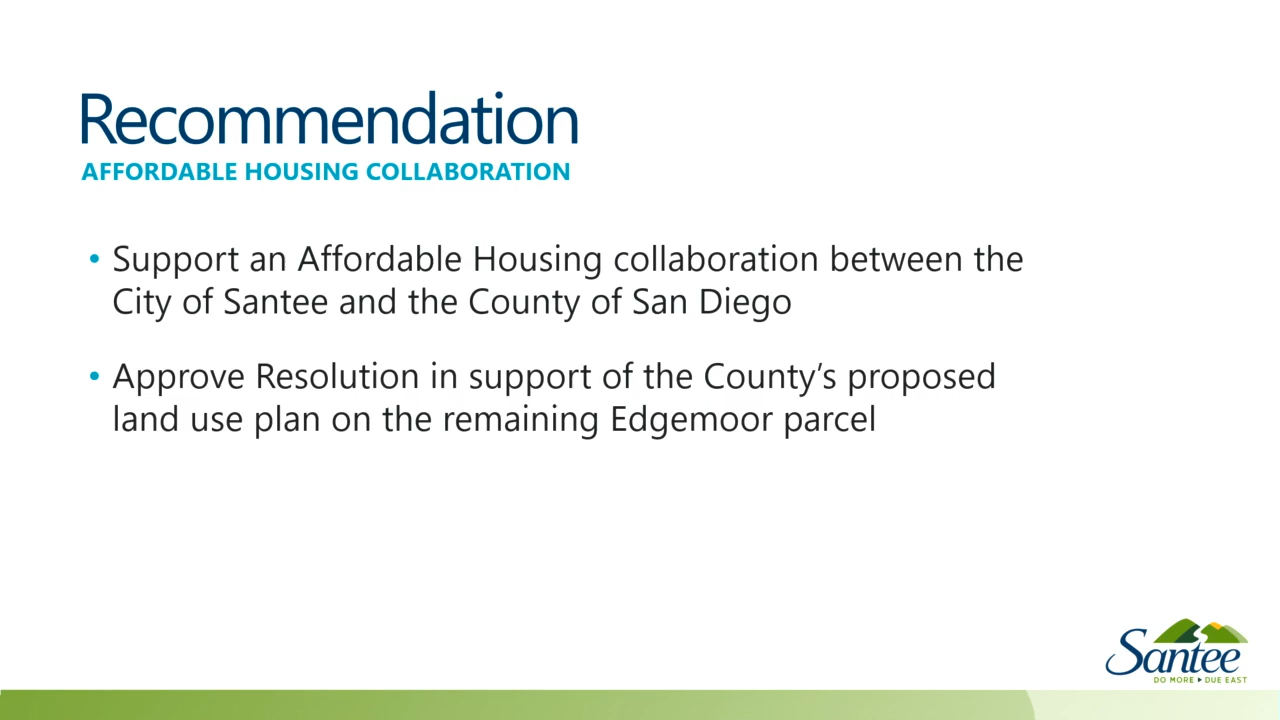 Recommendation
AFFORDABLE HOUSING COLLABORATION
• Support an Affordable Housing collaboration between the
City of Santee and the County of San Diego
• Approve Resolution in support of the County’s proposed
land use plan on the remaining Edgemoor parcel
Santee
DO MORE ▸ DUE EAST